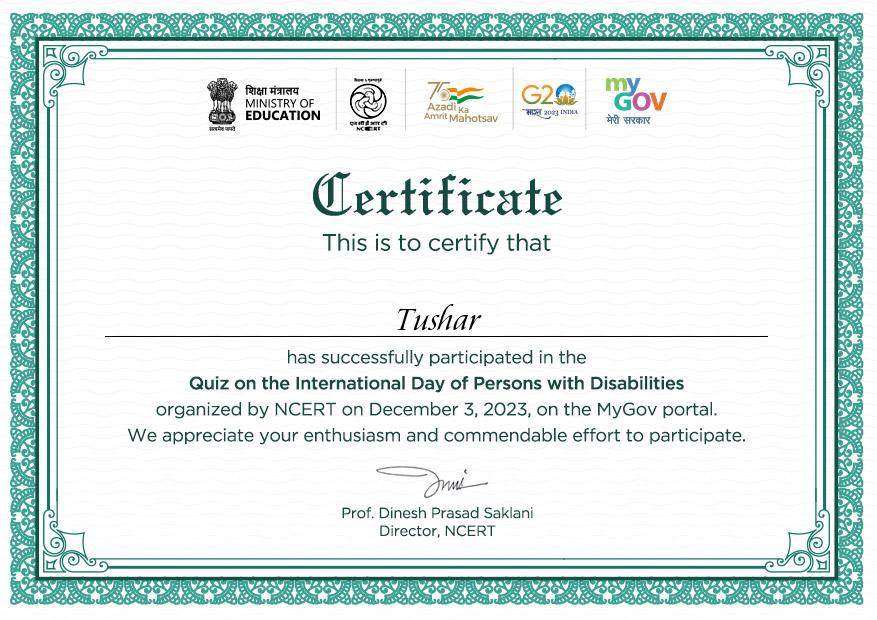 शिक्षा मंत्रालय
MINISTRY OF
EDUCATION
सत्यमेव जयते
एन सी ई आर टी
NCERT
75
Azadi Ka
Amrit Mahotsav
G20
भारत 2023 INDIA
my
GOV
मेरी सरकार
Certificate
This is to certify that
Tushar
has successfully participated in the
Quiz on the International Day of Persons with Disabilities
organized by NCERT on December 3, 2023, on the MyGov portal.
We appreciate your enthusiasm and commendable effort to participate.
Prof. Dinesh Prasad Saklani
Director, NCERT